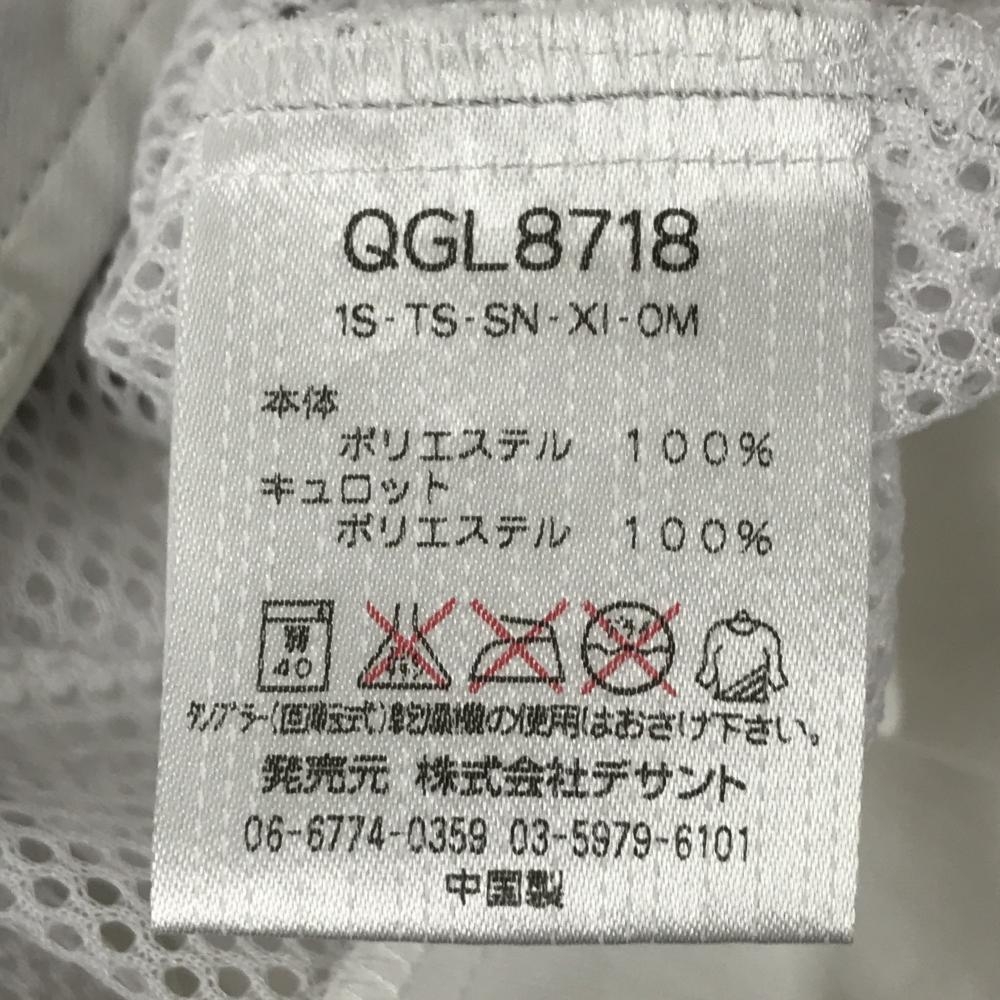 QGL8718
1S-TS-SN-XI-OM
本体
ポリエステル 100%
キュロット
ポリエステル 100%
弱 40
タンブラー(回転式)乾燥機の使用はおさけ下さい。
発売元 株式会社デサント
06-6774-0359 03-5979-6101
中国製